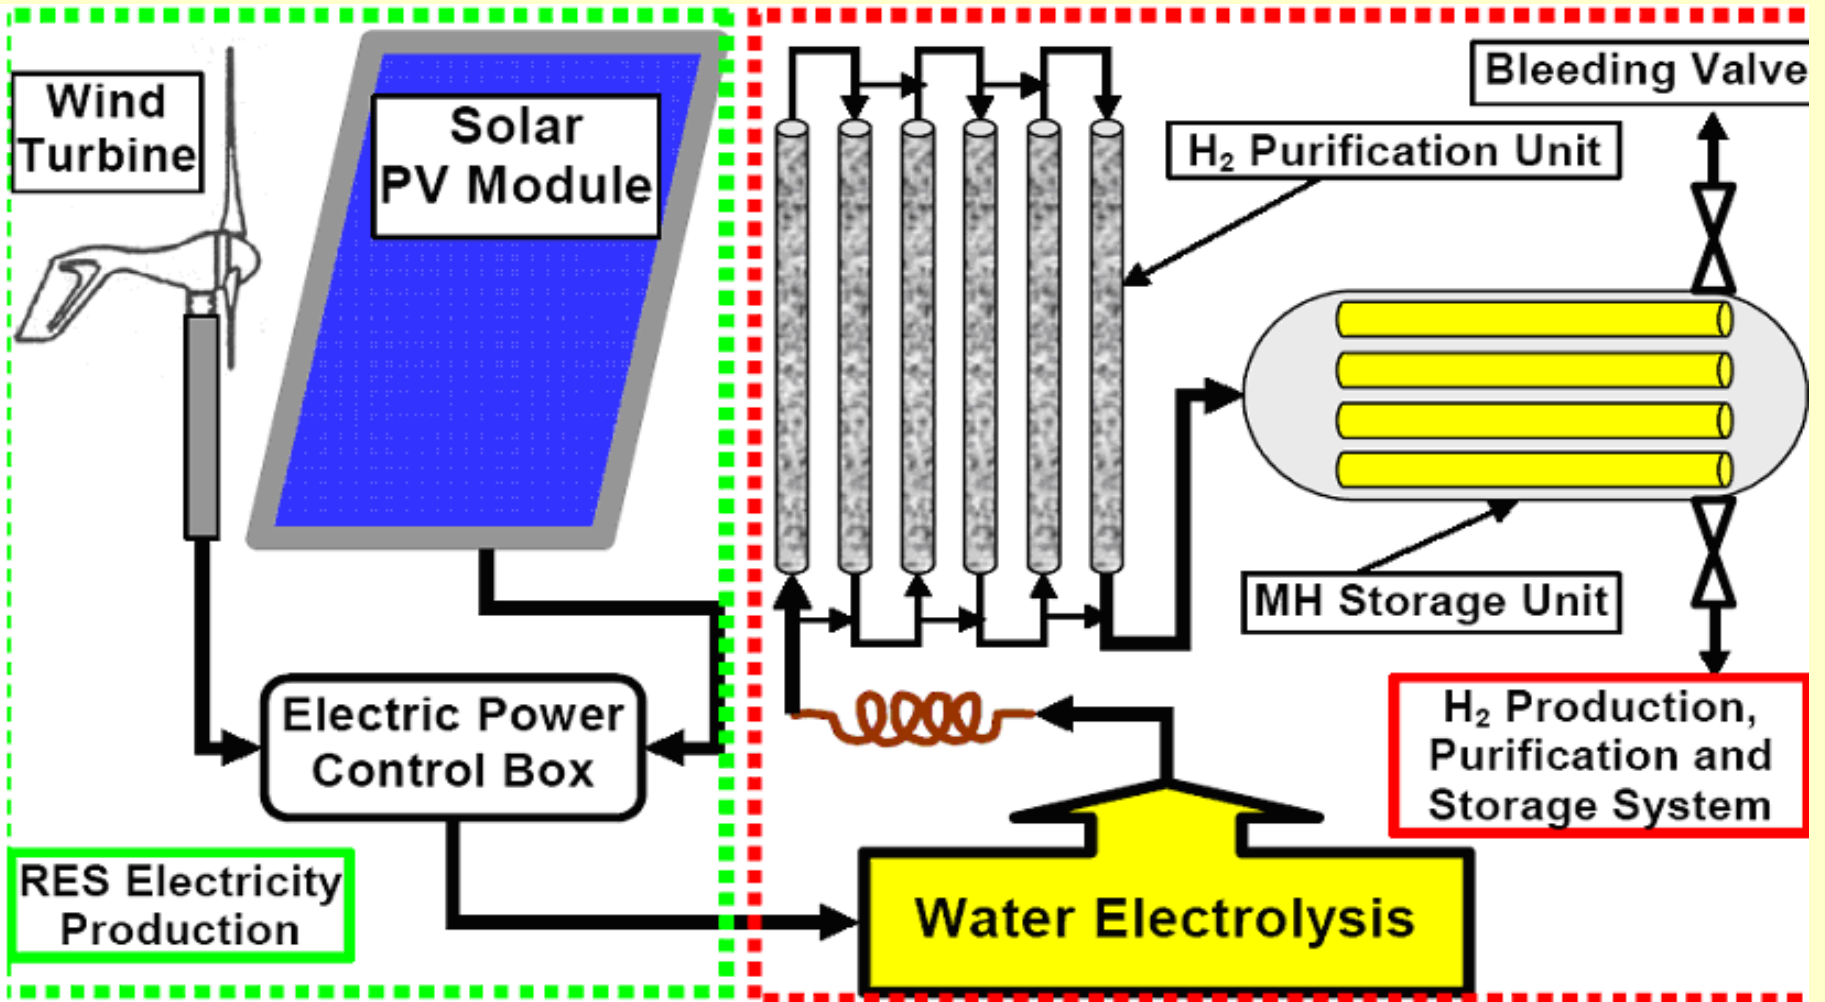 Wind
Turbine
Solar
PV Module
Bleeding Valve
H₂ Purification Unit
MH Storage Unit
Electric Power
Control Box
H₂ Production,
Purification and
Storage System
RES Electricity
Production
Water Electrolysis